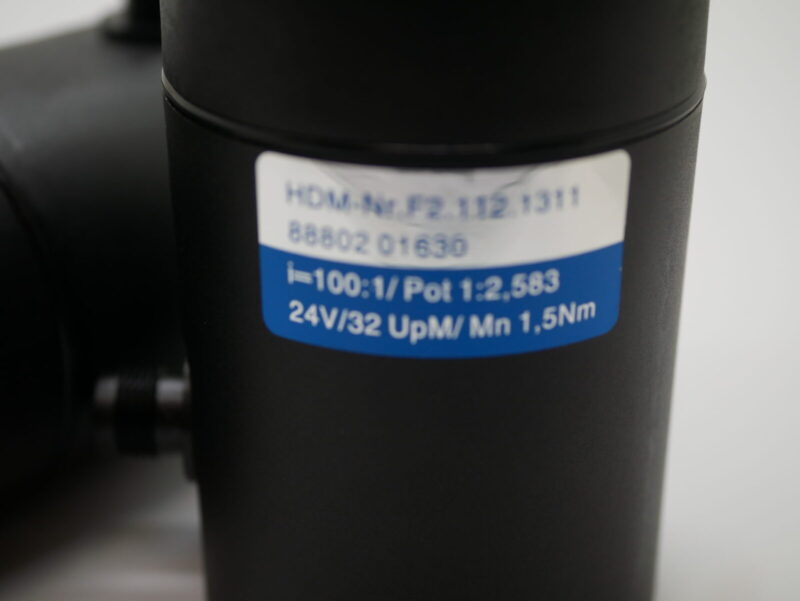 HDM-Nr.F2.112.1311
88802 01630
i=100:1/ Pot 1:2,583
24V/32 UpM/ Mn 1,5Nm